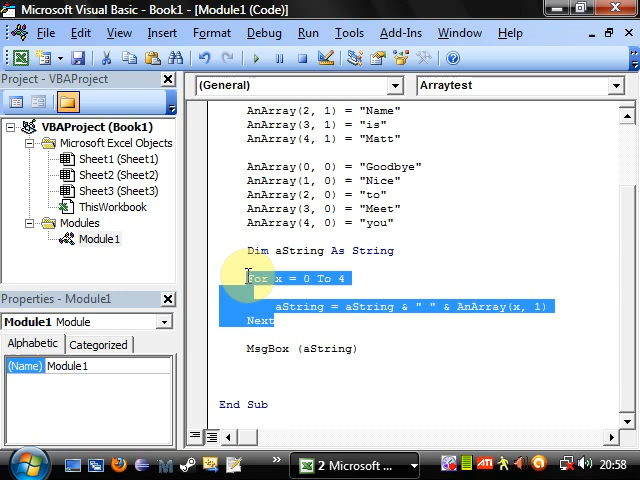 Microsoft Visual Basic - Book1 - [Module1 (Code)]
File Edit View Insert Format Debug Run Tools Add-Ins Window Help
Project - VBAProject
VBAProject (Book1)
Microsoft Excel Objects
Sheet1 (Sheet1)
Sheet2 (Sheet2)
Sheet3 (Sheet3)
ThisWorkbook
Modules
Module1
Properties - Module1
Module1 Module
Alphabetic Categorized
(Name) Module1
(General) Arraytest
AnArray(2, 1) = "Name"
AnArray(3, 1) = "is"
AnArray(4, 1) = "Matt"
AnArray(0, 0) = "Goodbye"
AnArray(1, 0) = "Nice"
AnArray(2, 0) = "to"
AnArray(3, 0) = "Meet"
AnArray(4, 0) = "you"
Dim aString As String
For x = 0 To 4
aString = aString & " " & AnArray(x, 1)
Next
MsgBox (aString)
End Sub
2 Microsoft ...
ATI
20:58